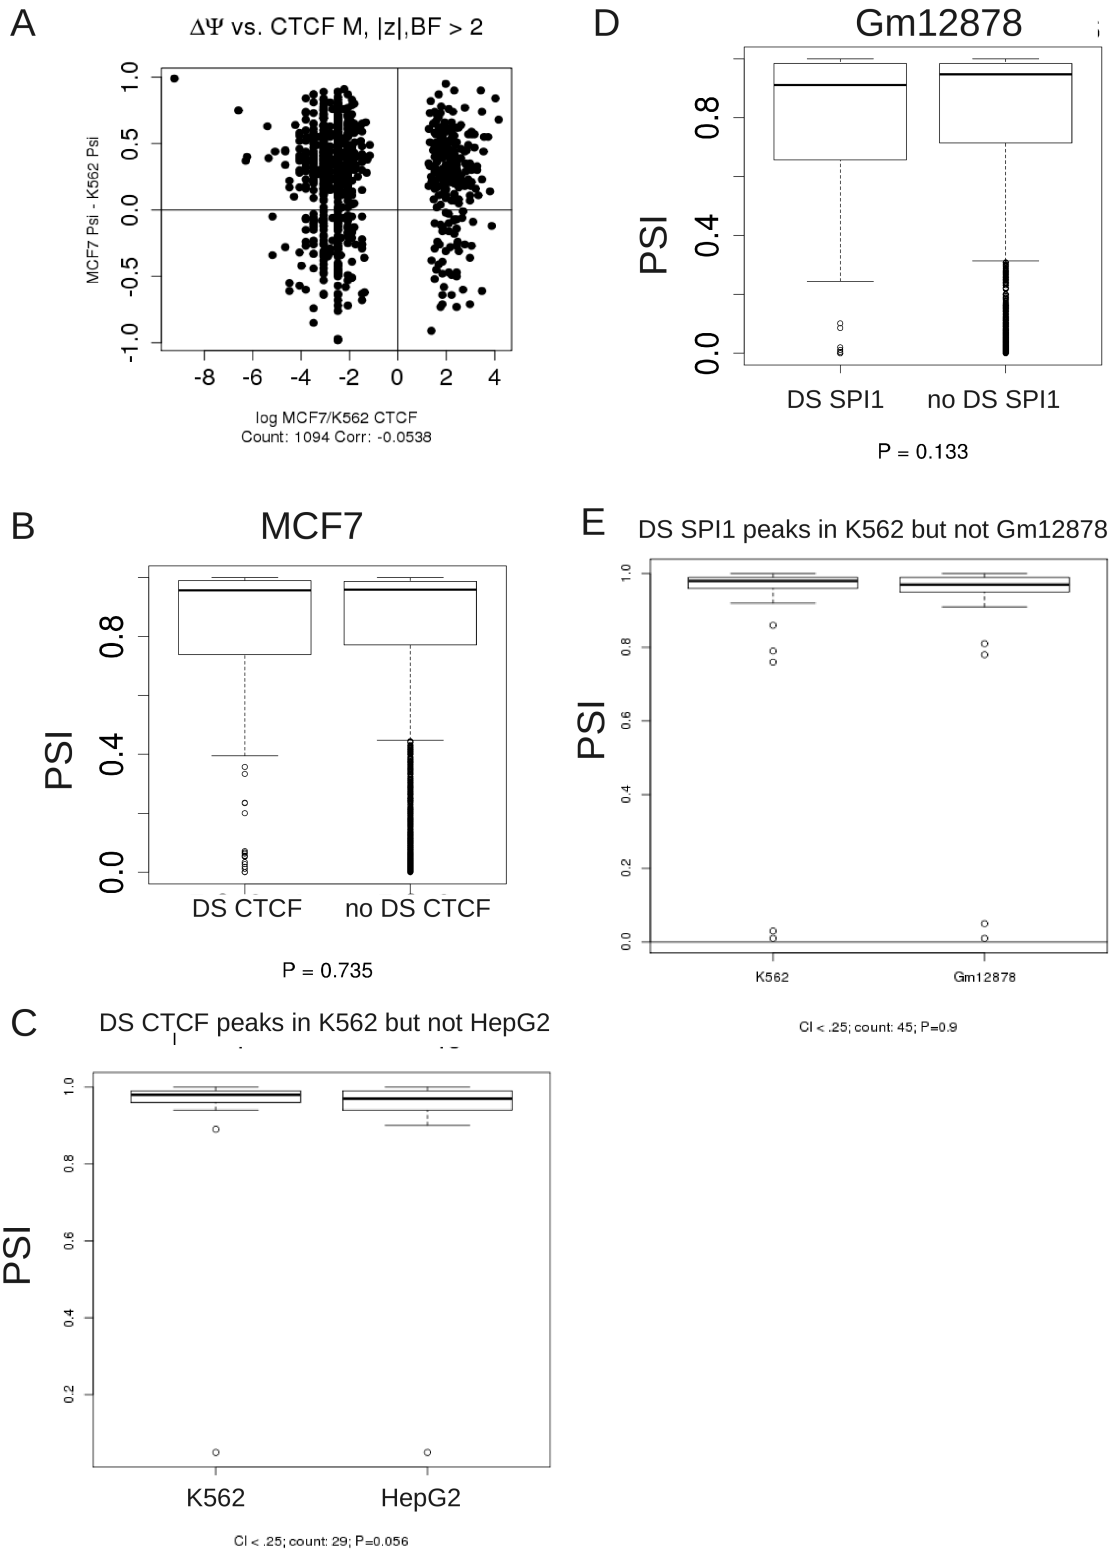 A
ΔΨ vs. CTCF M, |z|,BF > 2
MCF7 Psi - K562 Psi
1.0
0.5
0.0
-0.5
-1.0
-8 -6 -4 -2 0 2 4
log MCF7/K562 CTCF
Count: 1094 Corr: -0.0538
B
MCF7
PSI
0.8
0.4
0.0
DS CTCF no DS CTCF
P = 0.735
C
DS CTCF peaks in K562 but not HepG2
PSI
1.0
0.8
0.6
0.4
0.2
K562 HepG2
CI < .25; count: 29; P=0.056
D
Gm12878
PSI
0.8
0.4
0.0
DS SPI1 no DS SPI1
P = 0.133
E
DS SPI1 peaks in K562 but not Gm12878
PSI
1.0
0.8
0.6
0.4
0.2
0.0
K562 Gm12878
CI < .25; count: 45; P=0.9